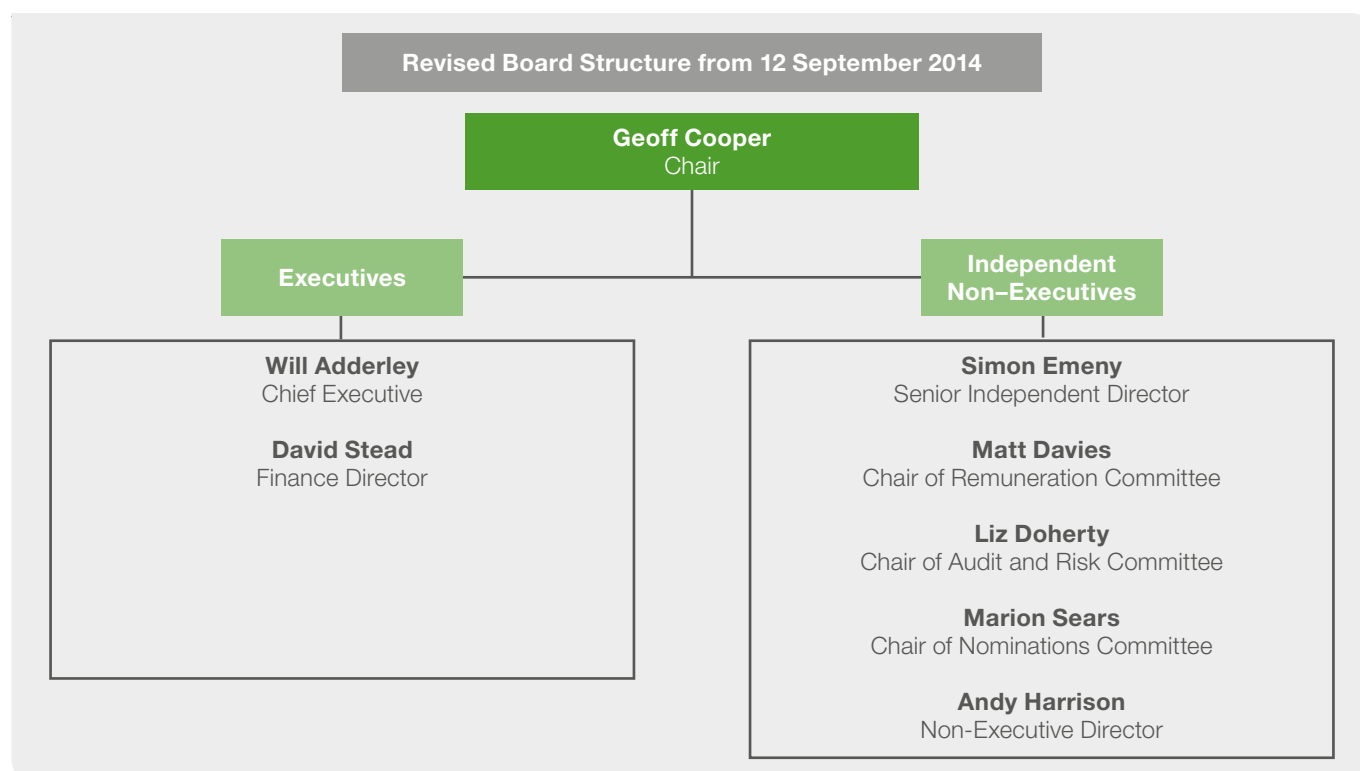 Revised Board Structure from 12 September 2014
Geoff Cooper
Chair
Executives
Will Adderley
Chief Executive
David Stead
Finance Director
Independent
Non–Executives
Simon Emeny
Senior Independent Director
Matt Davies
Chair of Remuneration Committee
Liz Doherty
Chair of Audit and Risk Committee
Marion Sears
Chair of Nominations Committee
Andy Harrison
Non-Executive Director